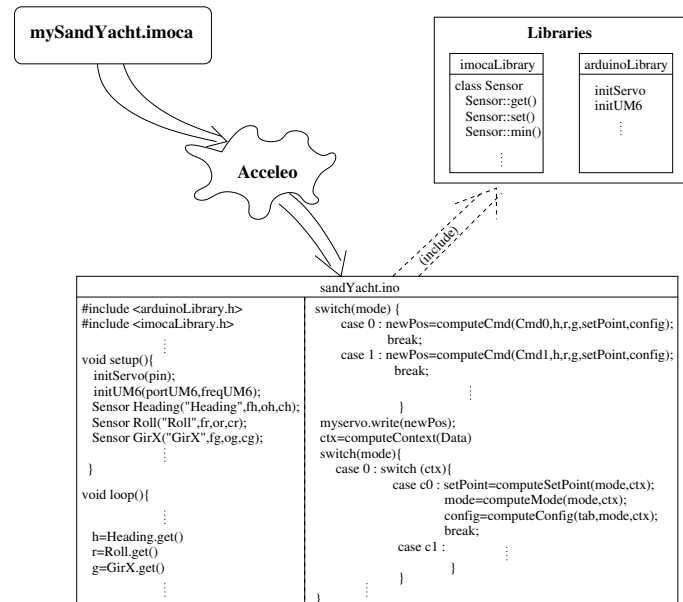 mySandYacht.imoca
Acceleo
Libraries
imocaLibrary
class Sensor
Sensor::get()
Sensor::set()
Sensor::min()
arduinoLibrary
initServo
initUM6
(include)
sandYacht.ino
#include <arduinoLibrary.h>
#include <imocaLibrary.h>
void setup(){
initServo(pin);
initUM6(portUM6,freqUM6);
Sensor Heading("Heading",fh,oh,ch);
Sensor Roll("Roll",fr,or,cr);
Sensor GirX("GirX",fg,og,cg);
}
void loop(){
h=Heading.get()
r=Roll.get()
g=GirX.get()
switch(mode) {
case 0 : newPos=computeCmd(Cmd0,h,r,g,setPoint,config);
break;
case 1 : newPos=computeCmd(Cmd1,h,r,g,setPoint,config);
break;
}
myservo.write(newPos);
ctx=computeContext(Data)
switch(mode){
case 0 : switch (ctx){
case c0 : setPoint=computeSetPoint(mode,ctx);
mode=computeMode(mode,ctx);
config=computeConfig(tab,mode,ctx);
break;
case c1 :
}
}
}